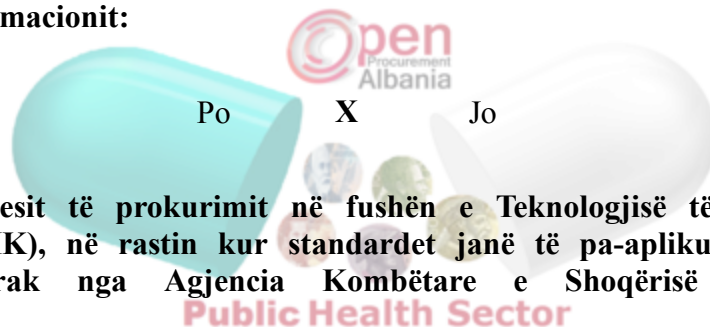 macionit:
Open
Procurement
Albania
Po X Jo
esit të prokurimit në fushën e Teknologjisë të
K), në rastin kur standardet janë të pa-apliku
rak nga Agjencia Kombëtare e Shoqërisë
Public Health Sector